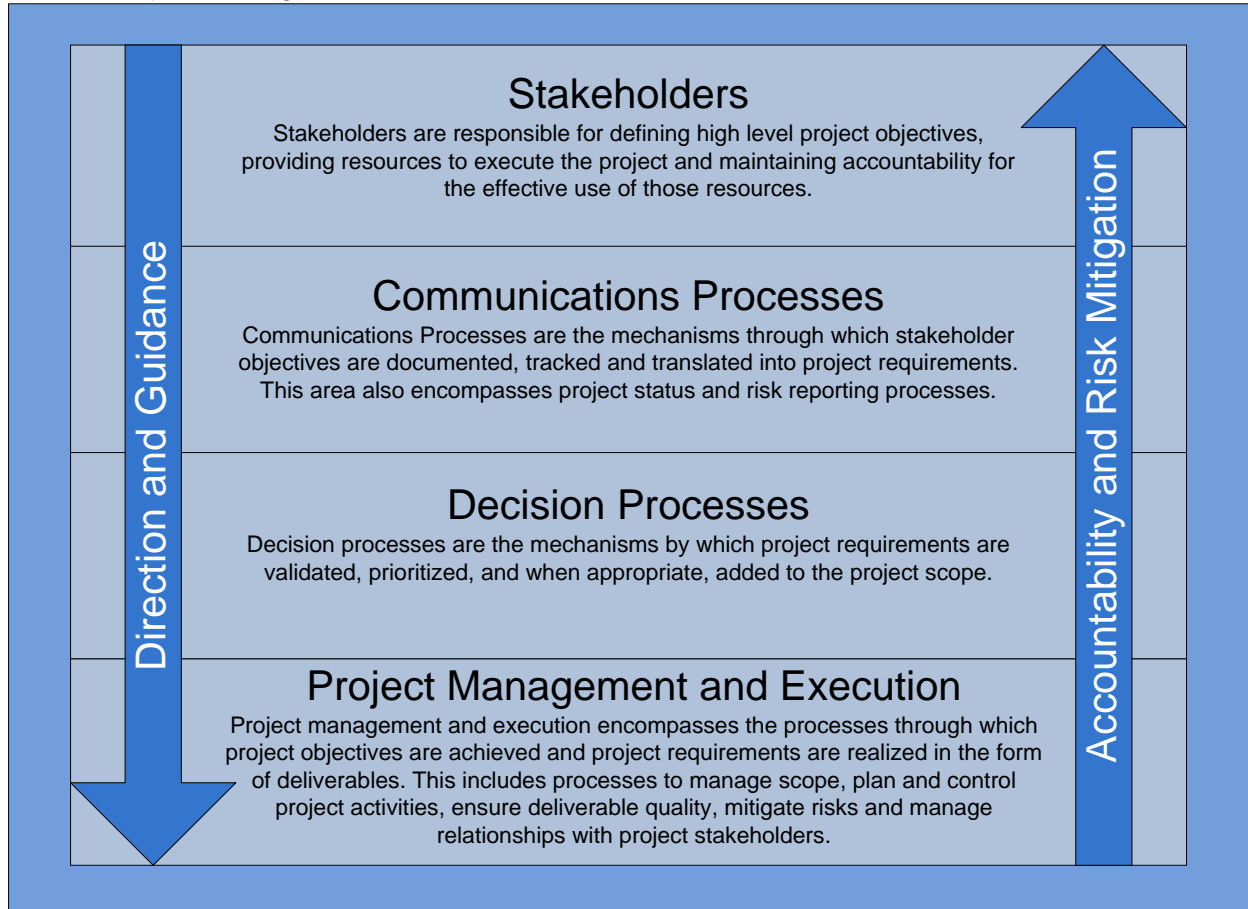 Stakeholders
Stakeholders are responsible for defining high level project objectives,
providing resources to execute the project and maintaining accountability for
the effective use of those resources.
Communications Processes
Communications Processes are the mechanisms through which stakeholder
objectives are documented, tracked and translated into project requirements.
This area also encompasses project status and risk reporting processes.
Decision Processes
Decision processes are the mechanisms by which project requirements are
validated, prioritized, and when appropriate, added to the project scope.
Project Management and Execution
Project management and execution encompasses the processes through which
project objectives are achieved and project requirements are realized in the form
of deliverables. This includes processes to manage scope, plan and control
project activities, ensure deliverable quality, mitigate risks and manage
relationships with project stakeholders.
Direction and Guidance
Accountability and Risk Mitigation